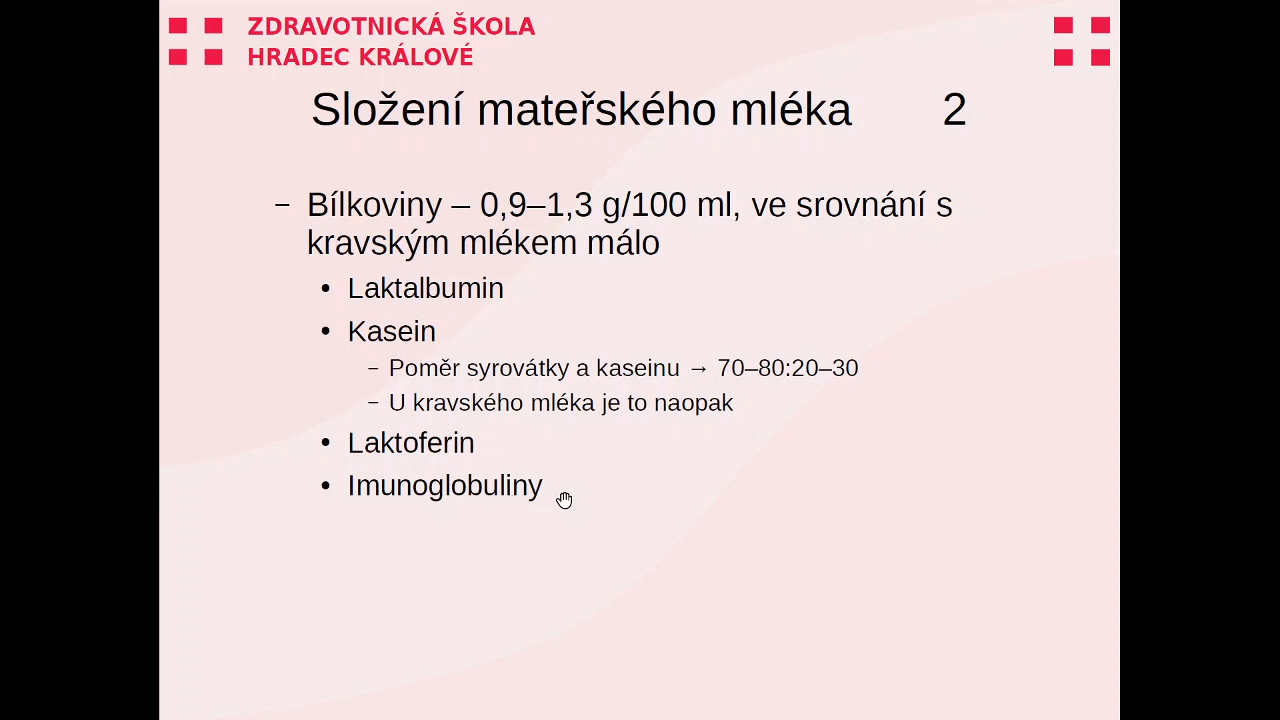 ZDRAVOTNICKÁ ŠKOLA
HRADEC KRÁLOVÉ
Složení mateřského mléka 2
– Bílkoviny – 0,9–1,3 g/100 ml, ve srovnání s
kravským mlékem málo
• Laktalbumin
• Kasein
– Poměr syrovátky a kaseinu → 70–80:20–30
– U kravského mléka je to naopak
• Laktoferin
• Imunoglobuliny